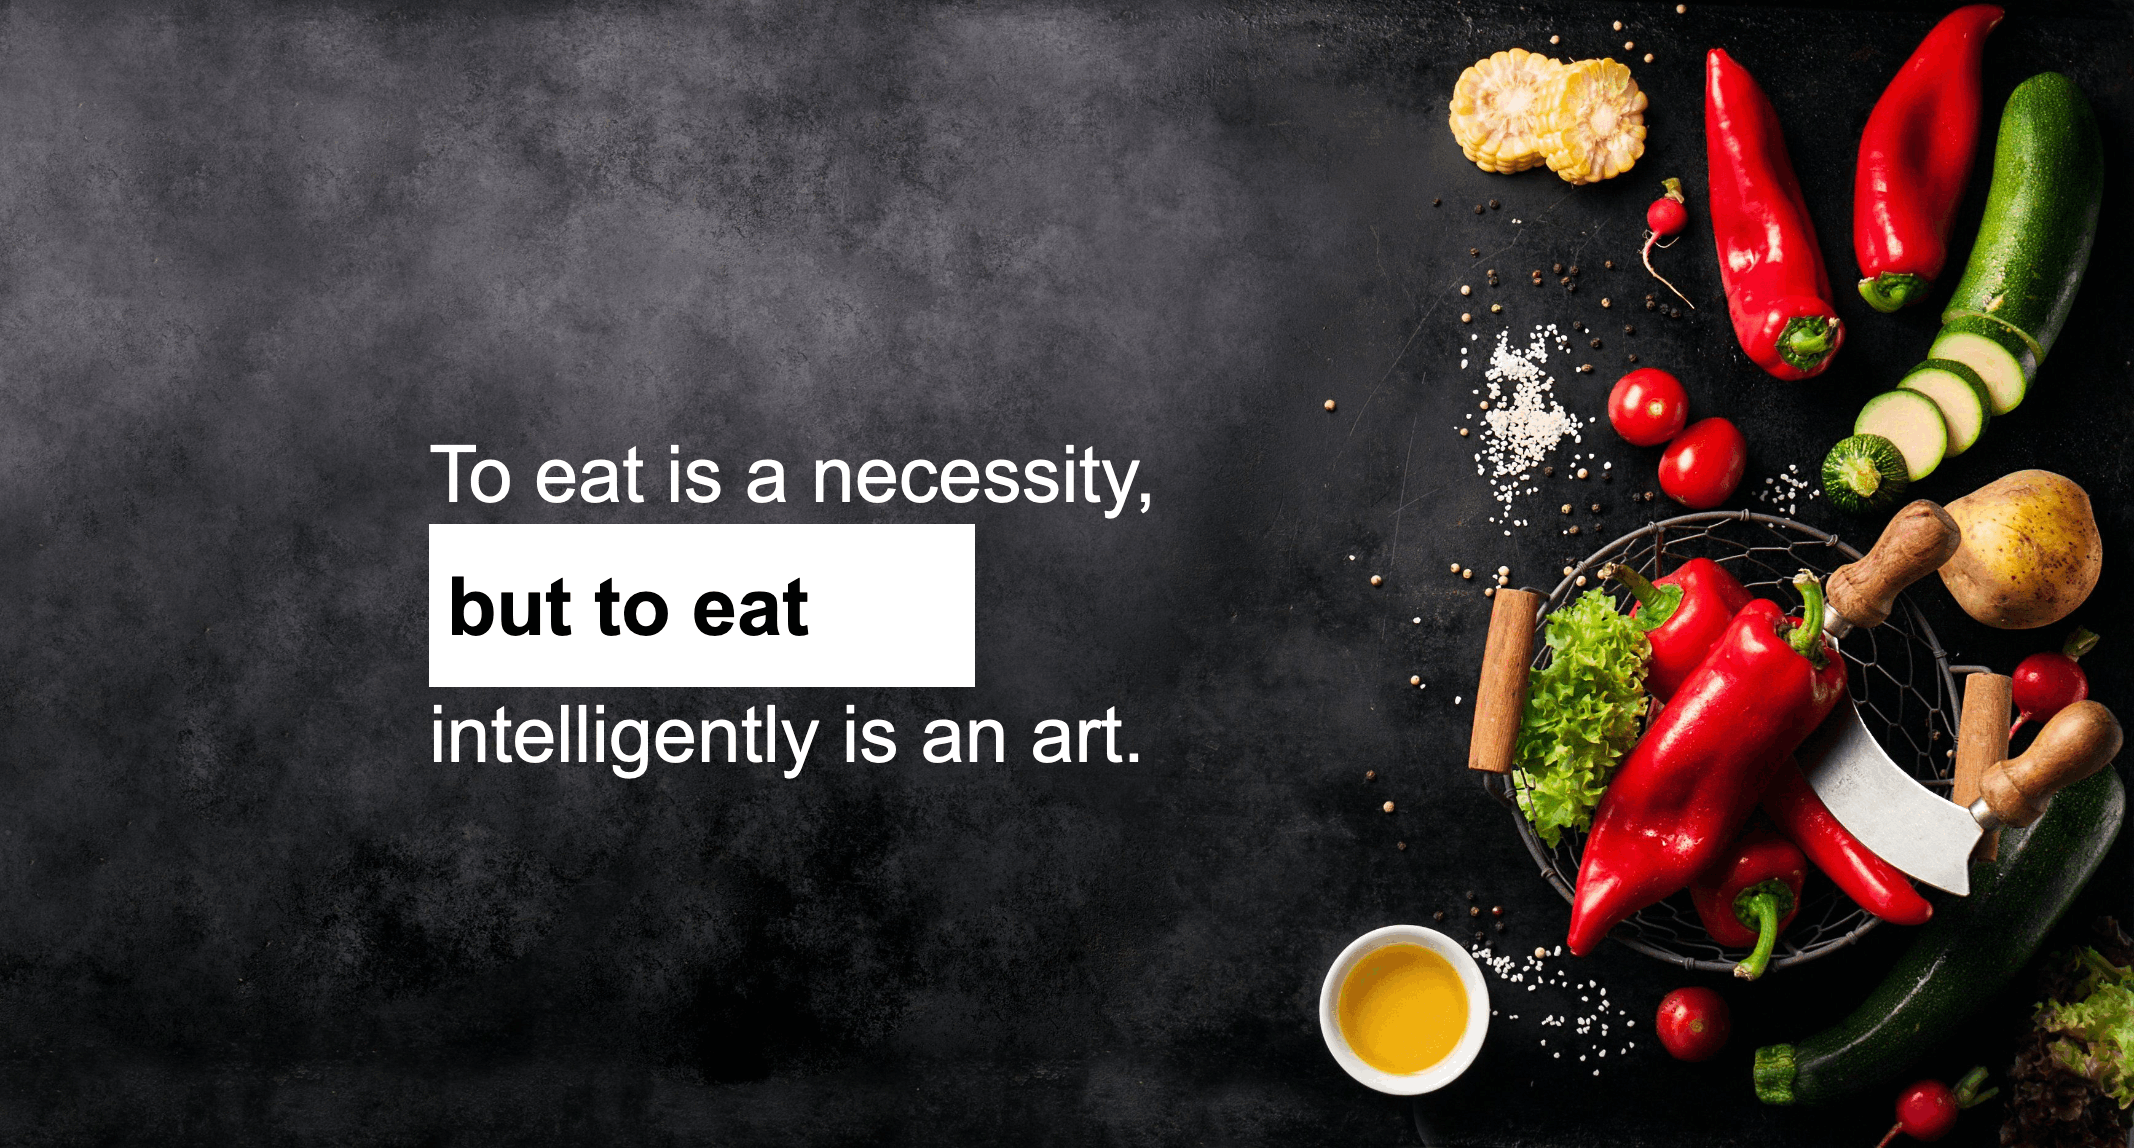 To eat is a necessity,
but to eat
intelligently is an art.